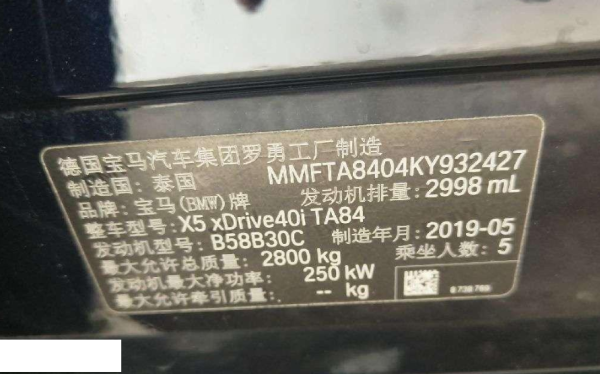 德国宝马汽车集团罗勇工厂制造
制造国: 泰国 MMFTA8404KY932427
品牌: 宝马(BMW)牌 发动机排量: 2998 mL
整车型号: X5 xDrive40i TA84
发动机型号: B58B30C 制造年月: 2019-05
最大允许总质量: 2800 kg 乘坐人数: 5
发动机最大净功率: 250 kW
最大允许牵引质量: -- kg
6738769